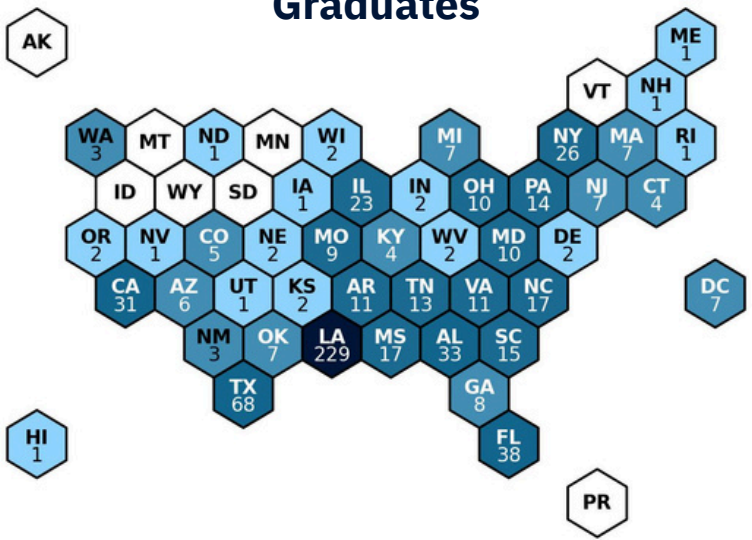 Graduates
AK
ME
1
VT
NH
1
WA
3
MT
ND
1
MN
WI
2
MI
7
NY
26
MA
7
RI
1
ID
WY
SD
IA
1
IL
23
IN
2
OH
10
PA
14
NJ
7
CT
4
OR
2
NV
1
CO
5
NE
2
MO
9
KY
4
WV
2
MD
10
DE
2
CA
31
AZ
6
UT
1
KS
2
AR
11
TN
13
VA
11
NC
17
DC
7
NM
3
OK
7
LA
229
MS
17
AL
33
SC
15
TX
68
GA
8
HI
1
FL
38
PR